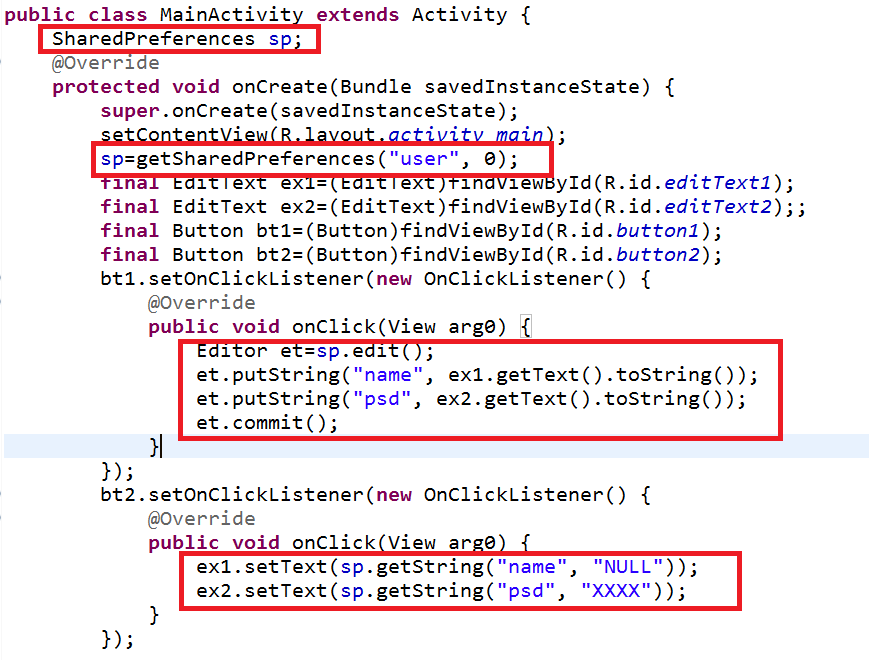 public class MainActivity extends Activity {
    SharedPreferences sp;
    @Override
    protected void onCreate(Bundle savedInstanceState) {
        super.onCreate(savedInstanceState);
        setContentView(R.layout.activity_main);
        sp=getSharedPreferences("user", 0);
        final EditText ex1=(EditText)findViewById(R.id.editText1);
        final EditText ex2=(EditText)findViewById(R.id.editText2);;
        final Button bt1=(Button)findViewById(R.id.button1);
        final Button bt2=(Button)findViewById(R.id.button2);
        bt1.setOnClickListener(new OnClickListener() {
            @Override
            public void onClick(View arg0) {
                Editor et=sp.edit();
                et.putString("name", ex1.getText().toString());
                et.putString("psd", ex2.getText().toString());
                et.commit();
            }
        });
        bt2.setOnClickListener(new OnClickListener() {
            @Override
            public void onClick(View arg0) {
                ex1.setText(sp.getString("name", "NULL"));
                ex2.setText(sp.getString("psd", "XXXX"));
            }
        });